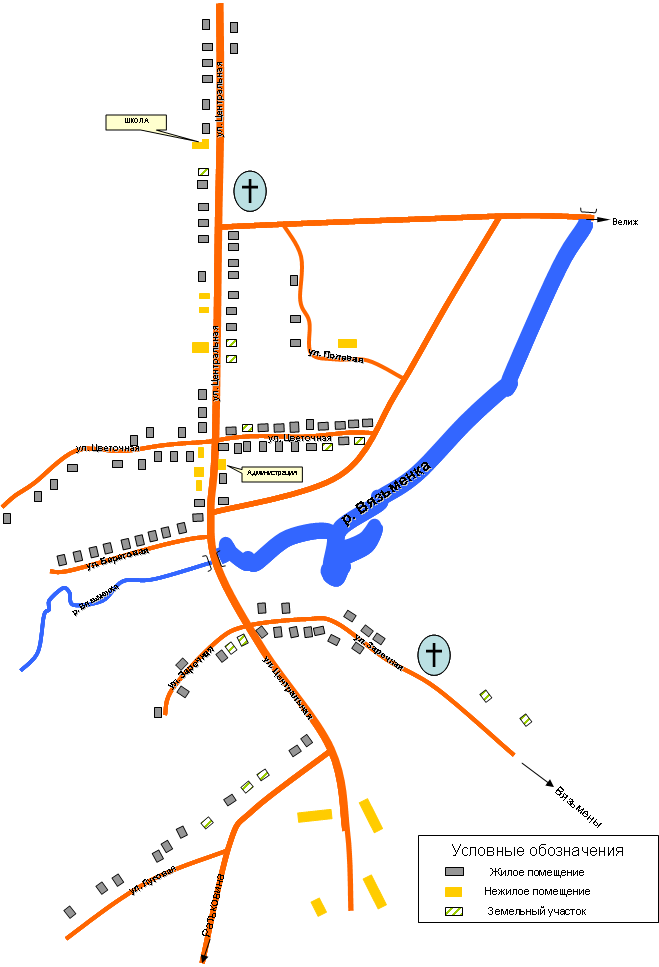 ул. Центральная
ШКОЛА
Велиж
ул. Центральная
ул. Полевая
ул. Цветочная
ул. Цветочная
Администрация
р. Вязьменка
ул. Береговая
р. Вязьменка
ул. Заречная
ул. Заречная
ул. Центральная
Вязьмены
ул. Луговая
Ральковина
Условные обозначения
Жилое помещение
Нежилое помещение
Земельный участок